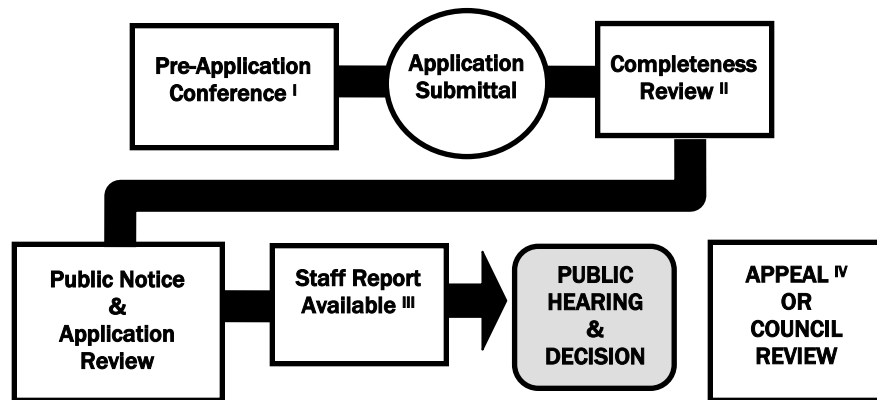 Pre-Application
Conference I
Application
Submittal
Completeness
Review II
Public Notice
&
Application
Review
Staff Report
Available III
PUBLIC
HEARING
&
DECISION
APPEAL IV
OR
COUNCIL
REVIEW